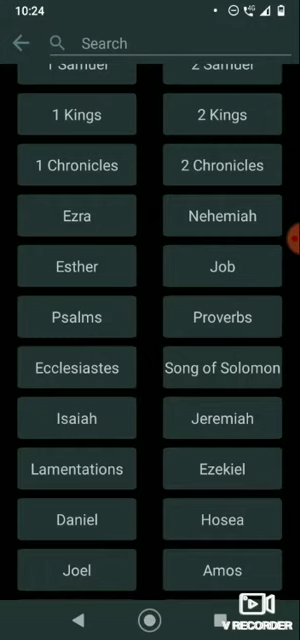 10:24
4G
Search
1 Samuel
2 Samuel
1 Kings
2 Kings
1 Chronicles
2 Chronicles
Ezra
Nehemiah
Esther
Job
Psalms
Proverbs
Ecclesiastes
Song of Solomon
Isaiah
Jeremiah
Lamentations
Ezekiel
Daniel
Hosea
Joel
Amos
V RECORDER